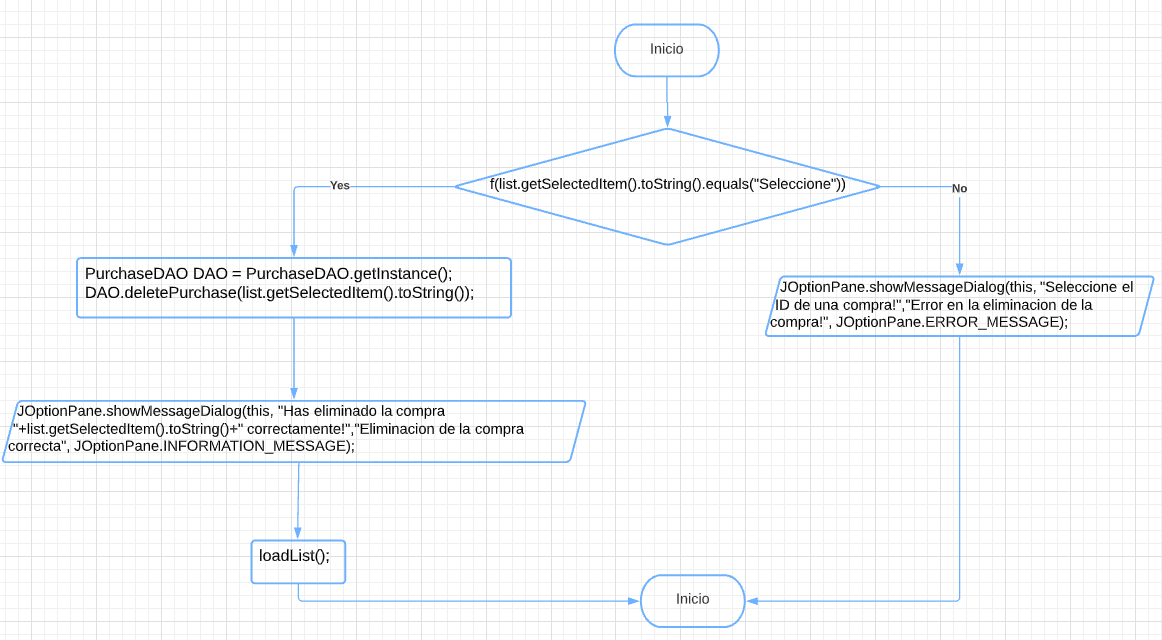 Inicio
f(list.getSelectedItem().toString().equals("Seleccione"))
Yes
No
PurchaseDAO DAO = PurchaseDAO.getInstance();
DAO.deletePurchase(list.getSelectedItem().toString());
JOptionPane.showMessageDialog(this, "Seleccione el
ID de una compra!","Error en la eliminacion de la
compra!", JOptionPane.ERROR_MESSAGE);
JOptionPane.showMessageDialog(this, "Has eliminado la compra
"+list.getSelectedItem().toString()+" correctamente!","Eliminacion de la compra
correcta", JOptionPane.INFORMATION_MESSAGE);
loadList();
Inicio